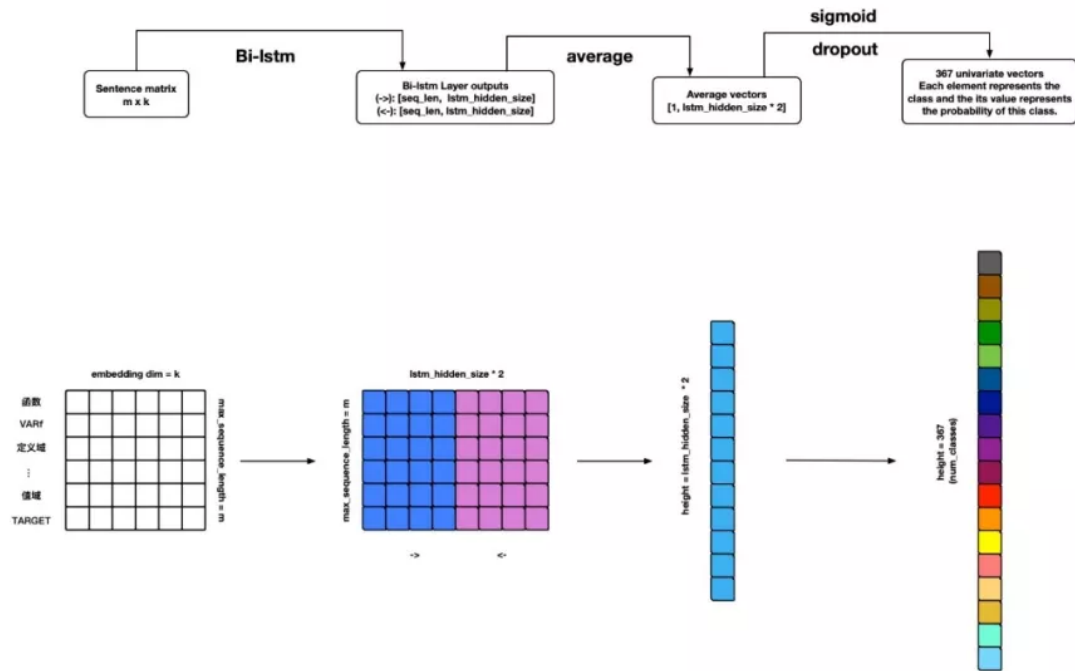 sigmoid
Bi-lstm
average
dropout
Sentence matrix
m x k
Bi-lstm Layer outputs
(->): [seq_len, lstm_hidden_size]
(<-): [seq_len, lstm_hidden_size]
Average vectors
[1, lstm_hidden_size * 2]
367 univariate vectors
Each element represents the
class and the its value represents
the probability of this class.
embedding dim = k
函数
VARf
定义域
⋮
值域
TARGET
max_sequence_length = m
lstm_hidden_size * 2
max_sequence_length = m
->
<-
height = lstm_hidden_size * 2
height = 367
(num_classes)